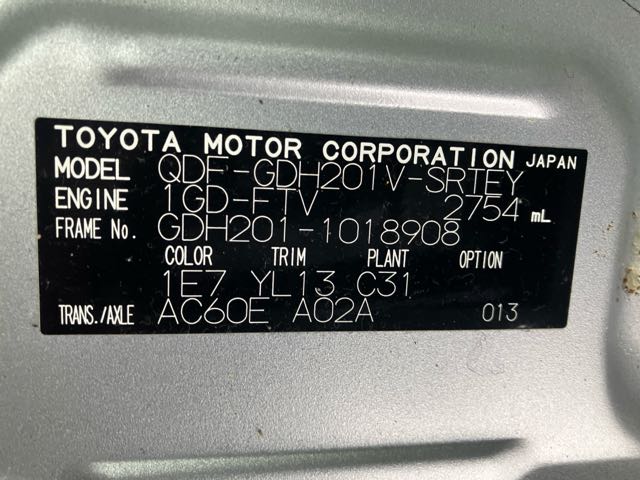 TOYOTA MOTOR CORPORATION JAPAN
MODEL QDF-GDH201V-SRTEY
ENGINE 1GD-FTV 2754 mL
FRAME No. GDH201-1018908
COLOR TRIM PLANT OPTION
1E7 YL13 C31
TRANS./AXLE AC60E A02A 013